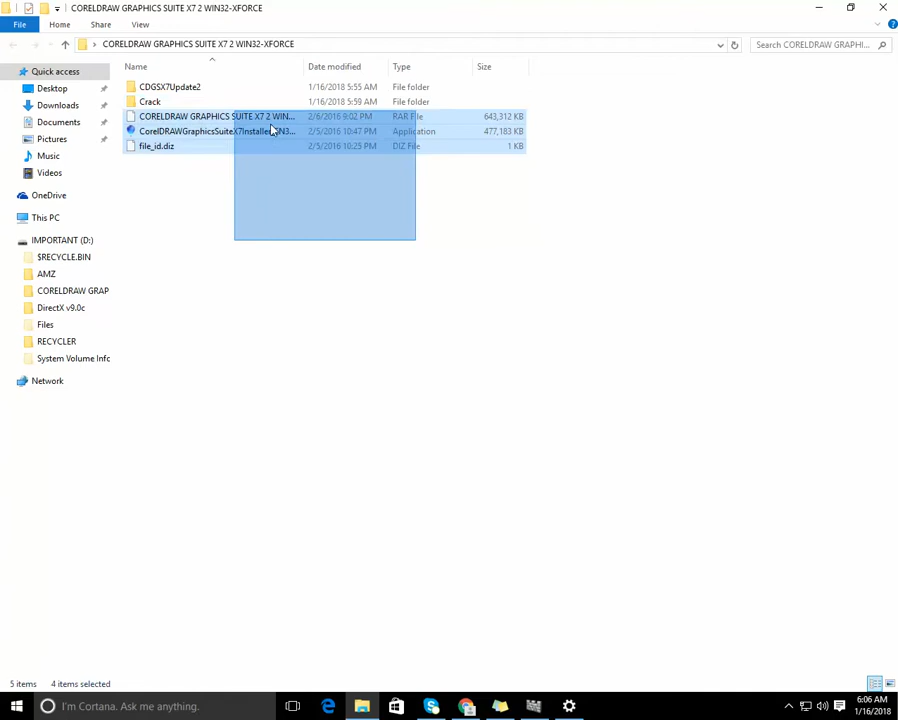 CORELDRAW GRAPHICS SUITE X7 2 WIN32-XFORCE
File Home Share View
CORELDRAW GRAPHICS SUITE X7 2 WIN32-XFORCE
Search CORELDRAW GRAPHI...
Name Date modified Type Size
Quick access
Desktop
Downloads
Documents
Pictures
Music
Videos
OneDrive
This PC
IMPORTANT (D:)
$RECYCLE.BIN
AMZ
CORELDRAW GRAP
DirectX v9.0c
Files
RECYCLER
System Volume Infc
Network
CDGSX7Update2 1/16/2018 5:55 AM File folder
Crack 1/16/2018 5:59 AM File folder
CORELDRAW GRAPHICS SUITE X7 2 WIN... 2/6/2016 9:02 PM RAR File 643,312 KB
CorelDRAWGraphicsSuiteX7Installer_EN3... 2/5/2016 10:47 PM Application 477,183 KB
file_id.diz 2/5/2016 10:25 PM DIZ File 1 KB
5 items 4 items selected
I'm Cortana. Ask me anything.
6:06 AM
1/16/2018